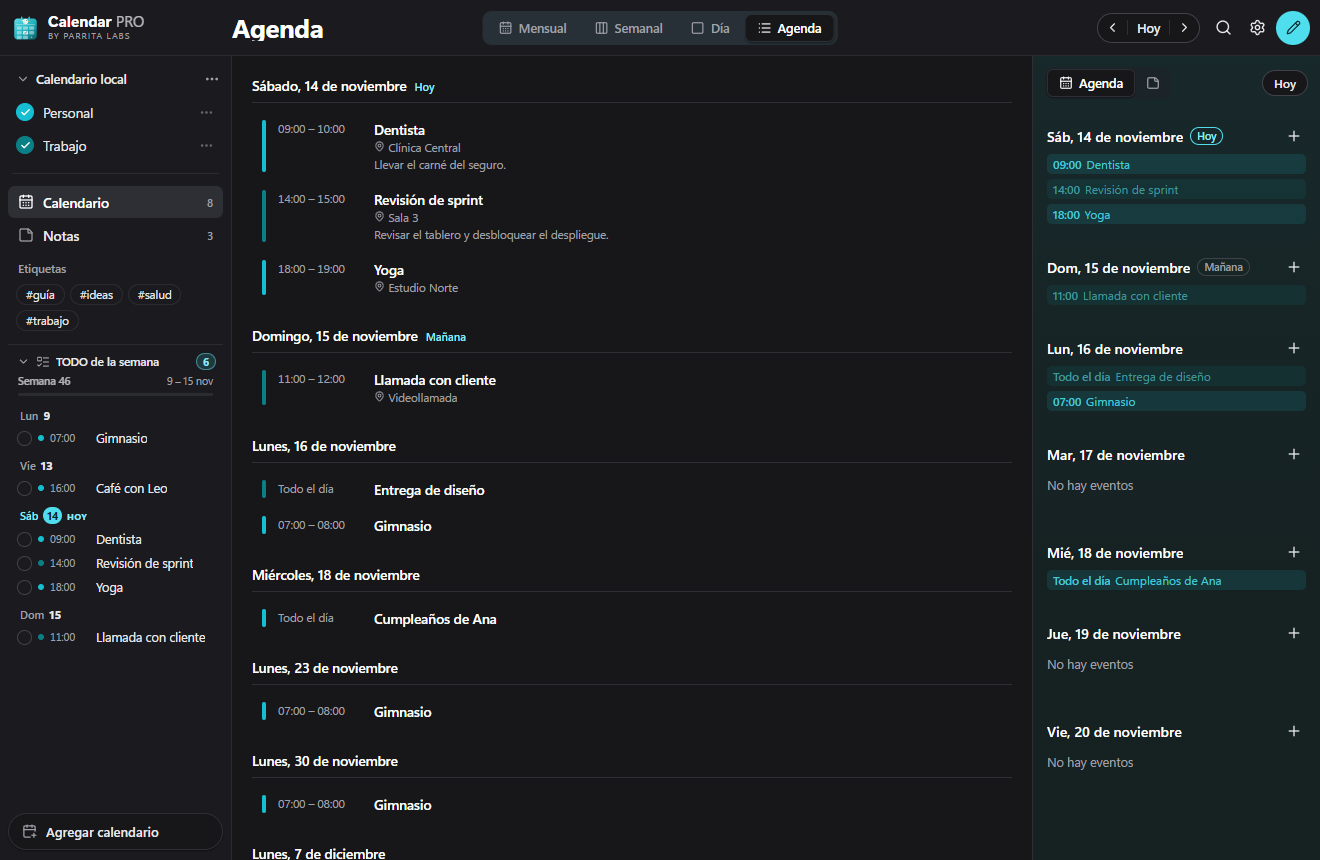 Calendar PRO
BY PARRITA LABS
Agenda
Mensual
Semanal
Día
Agenda
Hoy
Calendario local
Personal
Trabajo
Calendario 8
Notas 3
Etiquetas
#guía #ideas #salud
#trabajo
TODO de la semana 6
Semana 46 9 – 15 nov
Lun 9
07:00 Gimnasio
Vie 13
16:00 Café con Leo
Sáb 14 HOY
09:00 Dentista
14:00 Revisión de sprint
18:00 Yoga
Dom 15
11:00 Llamada con cliente
Agregar calendario
Sábado, 14 de noviembre Hoy
09:00 – 10:00 Dentista
Clínica Central
Llevar el carné del seguro.
14:00 – 15:00 Revisión de sprint
Sala 3
Revisar el tablero y desbloquear el despliegue.
18:00 – 19:00 Yoga
Estudio Norte
Domingo, 15 de noviembre Mañana
11:00 – 12:00 Llamada con cliente
Videollamada
Lunes, 16 de noviembre
Todo el día Entrega de diseño
07:00 – 08:00 Gimnasio
Miércoles, 18 de noviembre
Todo el día Cumpleaños de Ana
Lunes, 23 de noviembre
07:00 – 08:00 Gimnasio
Lunes, 30 de noviembre
07:00 – 08:00 Gimnasio
Lunes, 7 de diciembre
Agenda
Hoy
Sáb, 14 de noviembre Hoy
09:00 Dentista
14:00 Revisión de sprint
18:00 Yoga
Dom, 15 de noviembre Mañana
11:00 Llamada con cliente
Lun, 16 de noviembre
Todo el día Entrega de diseño
07:00 Gimnasio
Mar, 17 de noviembre
No hay eventos
Mié, 18 de noviembre
Todo el día Cumpleaños de Ana
Jue, 19 de noviembre
No hay eventos
Vie, 20 de noviembre
No hay eventos